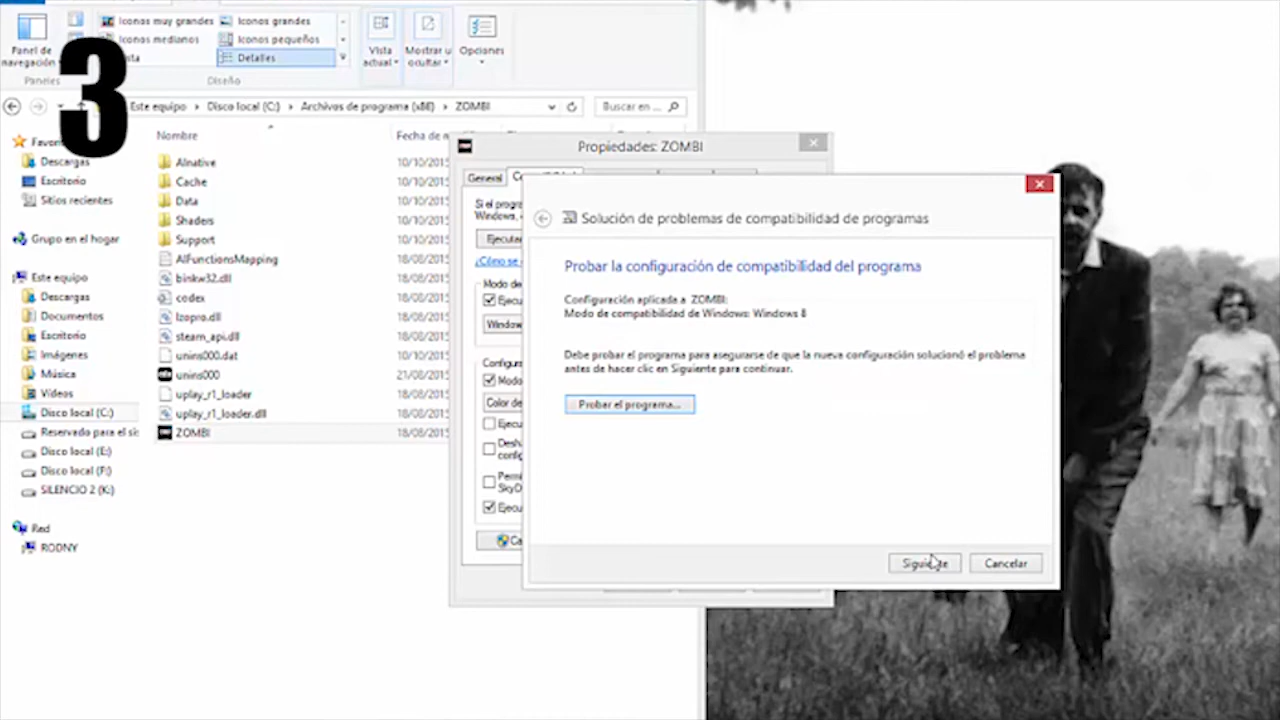 Iconos muy grandes
Iconos grandes
Iconos medianos
Iconos pequeños
Detalles
Panel de
navegación
Vista
actual
Mostrar u
ocultar
Opciones
Paneles
Diseño
3
Este equipo > Disco local (C:) > Archivos de programa (x86) > ZOMBI
Buscar en ...
Nombre
Fecha de
Descargas
Escritorio
Sitios recientes
Grupo en el hogar
Este equipo
Descargas
Documentos
Escritorio
Imágenes
Música
Vídeos
Disco local (C:)
Reservado para el sis
Disco local (E:)
Disco local (F:)
SILENCIO 2 (K:)
Red
RODNY
AInative 10/10/2015
Cache 10/10/2015
Data 10/10/2015
Shaders 10/10/2015
Support 10/10/2015
AIFunctionsMapping 18/08/2015
binkw32.dll 18/08/2015
codex 18/08/2015
lzopro.dll 18/08/2015
steam_api.dll 18/08/2015
unins000.dat 10/10/2015
unins000 21/08/2015
uplay_r1_loader 18/08/2015
uplay_r1_loader.dll 18/08/2015
ZOMBI 18/08/2015
Propiedades: ZOMBI
General
Si el progra
Windows,
Ejecutar
¿Cómo se
Modo de
Ejecu
Window
Configura
Modo
Color de
Ejecu
Desh
config
Permi
SkyD
Ejecu
Ca
Solución de problemas de compatibilidad de programas
Probar la configuración de compatibilidad del programa
Configuración aplicada a ZOMBI:
Modo de compatibilidad de Windows: Windows 8
Debe probar el programa para asegurarse de que la nueva configuración solucionó el problema
antes de hacer clic en Siguiente para continuar.
Probar el programa...
Siguiente
Cancelar